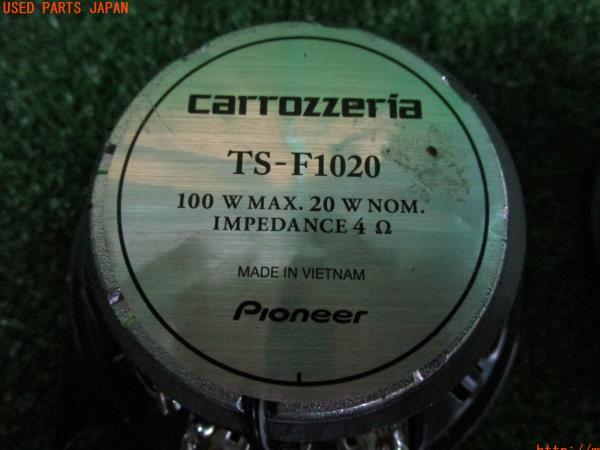 USED PARTS JAPAN
carrozzeria
TS-F1020
100 W MAX. 20 W NOM.
IMPEDANCE 4 Ω
MADE IN VIETNAM
Pioneer